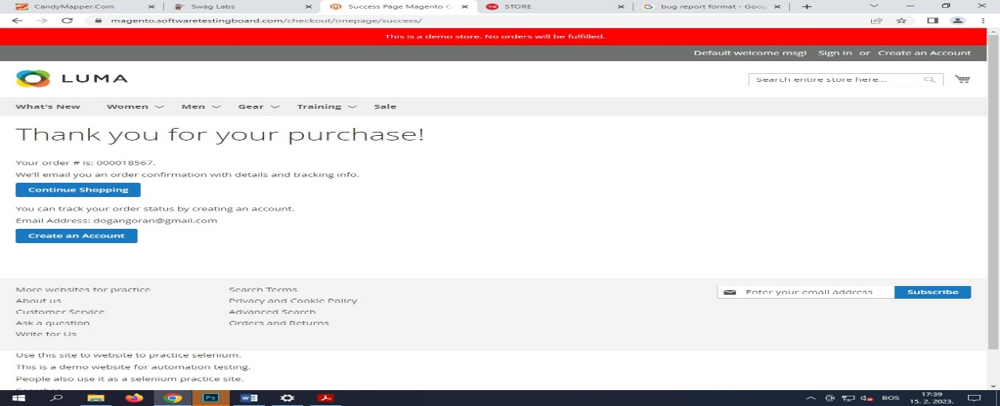 CandyMapper.Com
Swag Labs
Success Page Magento C
STORE
bug report format - Goog
magento.softwaretestingboard.com/checkout/onepage/success/
This is a demo store. No orders will be fulfilled.
Default welcome msg! Sign In or Create an Account
LUMA
Search entire store here...
What's New Women Men Gear Training Sale
Thank you for your purchase!
Your order # is: 000018567.
We'll email you an order confirmation with details and tracking info.
Continue Shopping
You can track your order status by creating an account.
Email Address: dogangoran@gmail.com
Create an Account
More websites for practice
About us
Customer Service
Ask a question
Write for Us
Search Terms
Privacy and Cookie Policy
Advanced Search
Orders and Returns
Enter your email address Subscribe
Use this site to website to practice selenium.
This is a demo website for automation testing.
People also use it as a selenium practice site.
Ps
BOS
17:39
15. 2. 2023.